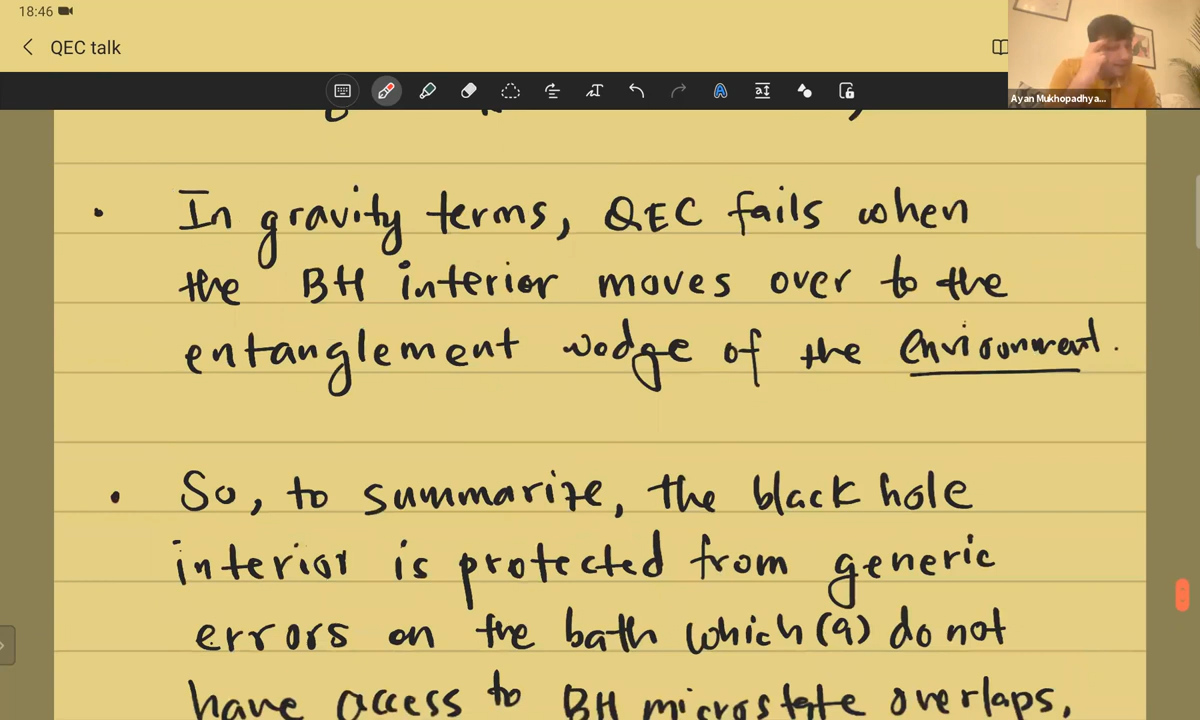 18:46
QEC talk
Ayan Mukhopadhya...
• In gravity terms, QEC fails when
the BH interior moves over to the
entanglement wedge of the environment.
• So, to summarize, the black hole
interior is protected from generic
errors on the bath which (a) do not
have access to BH microstate overlaps,